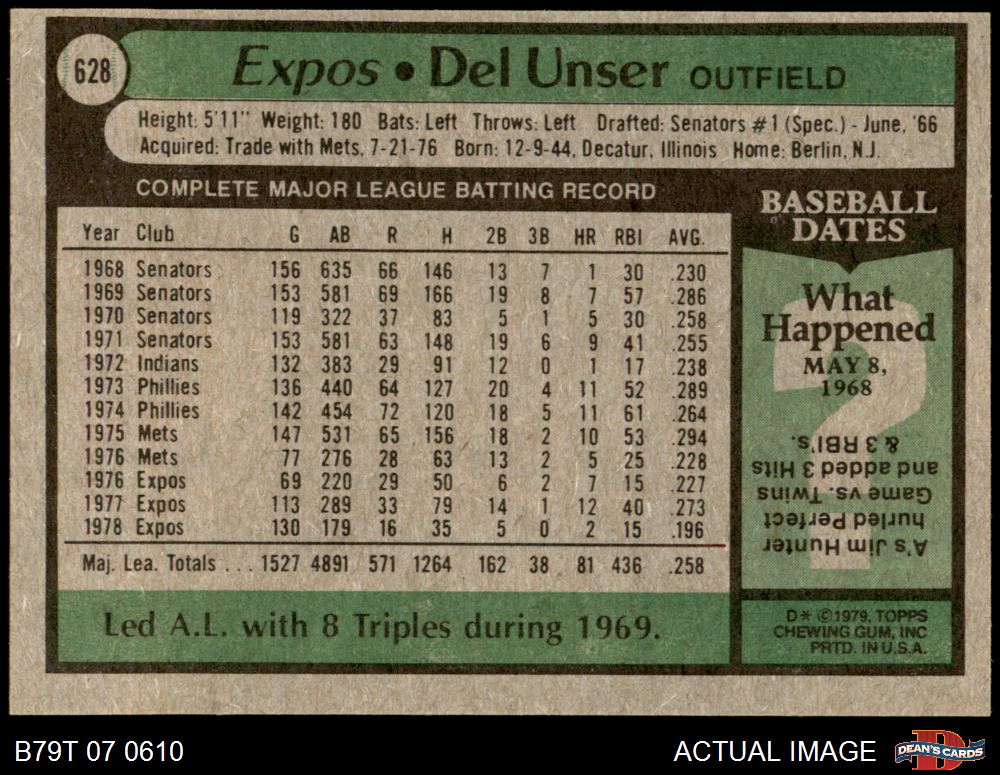 628
Expos • Del Unser OUTFIELD
Height: 5'11" Weight: 180 Bats: Left Throws: Left Drafted: Senators #1 (Spec.) - June, '66
Acquired: Trade with Mets, 7-21-76 Born: 12-9-44, Decatur, Illinois Home: Berlin, N.J.
COMPLETE MAJOR LEAGUE BATTING RECORD
Year Club G AB R H 2B 3B HR RBI AVG.
1968 Senators 156 635 66 146 13 7 1 30 .230
1969 Senators 153 581 69 166 19 8 7 57 .286
1970 Senators 119 322 37 83 5 1 5 30 .258
1971 Senators 153 581 63 148 19 6 9 41 .255
1972 Indians 132 383 29 91 12 0 1 17 .238
1973 Phillies 136 440 64 127 20 4 11 52 .289
1974 Phillies 142 454 72 120 18 5 11 61 .264
1975 Mets 147 531 65 156 18 2 10 53 .294
1976 Mets 77 276 28 63 13 2 5 25 .228
1976 Expos 69 220 29 50 6 2 7 15 .227
1977 Expos 113 289 33 79 14 1 12 40 .273
1978 Expos 130 179 16 35 5 0 2 15 .196
Maj. Lea. Totals . . . 1527 4891 571 1264 162 38 81 436 .258
Led A.L. with 8 Triples during 1969.
BASEBALL
DATES
What
Happened
MAY 8,
1968
?
A's Jim Hunter
hurled Perfect
Game vs. Twins
and added 3 Hits
& 3 RBI's.
D* ©1979, TOPPS
CHEWING GUM, INC
PRTD. IN U.S.A.
B79T 07 0610
ACTUAL IMAGE
D
DEAN'S CARDS